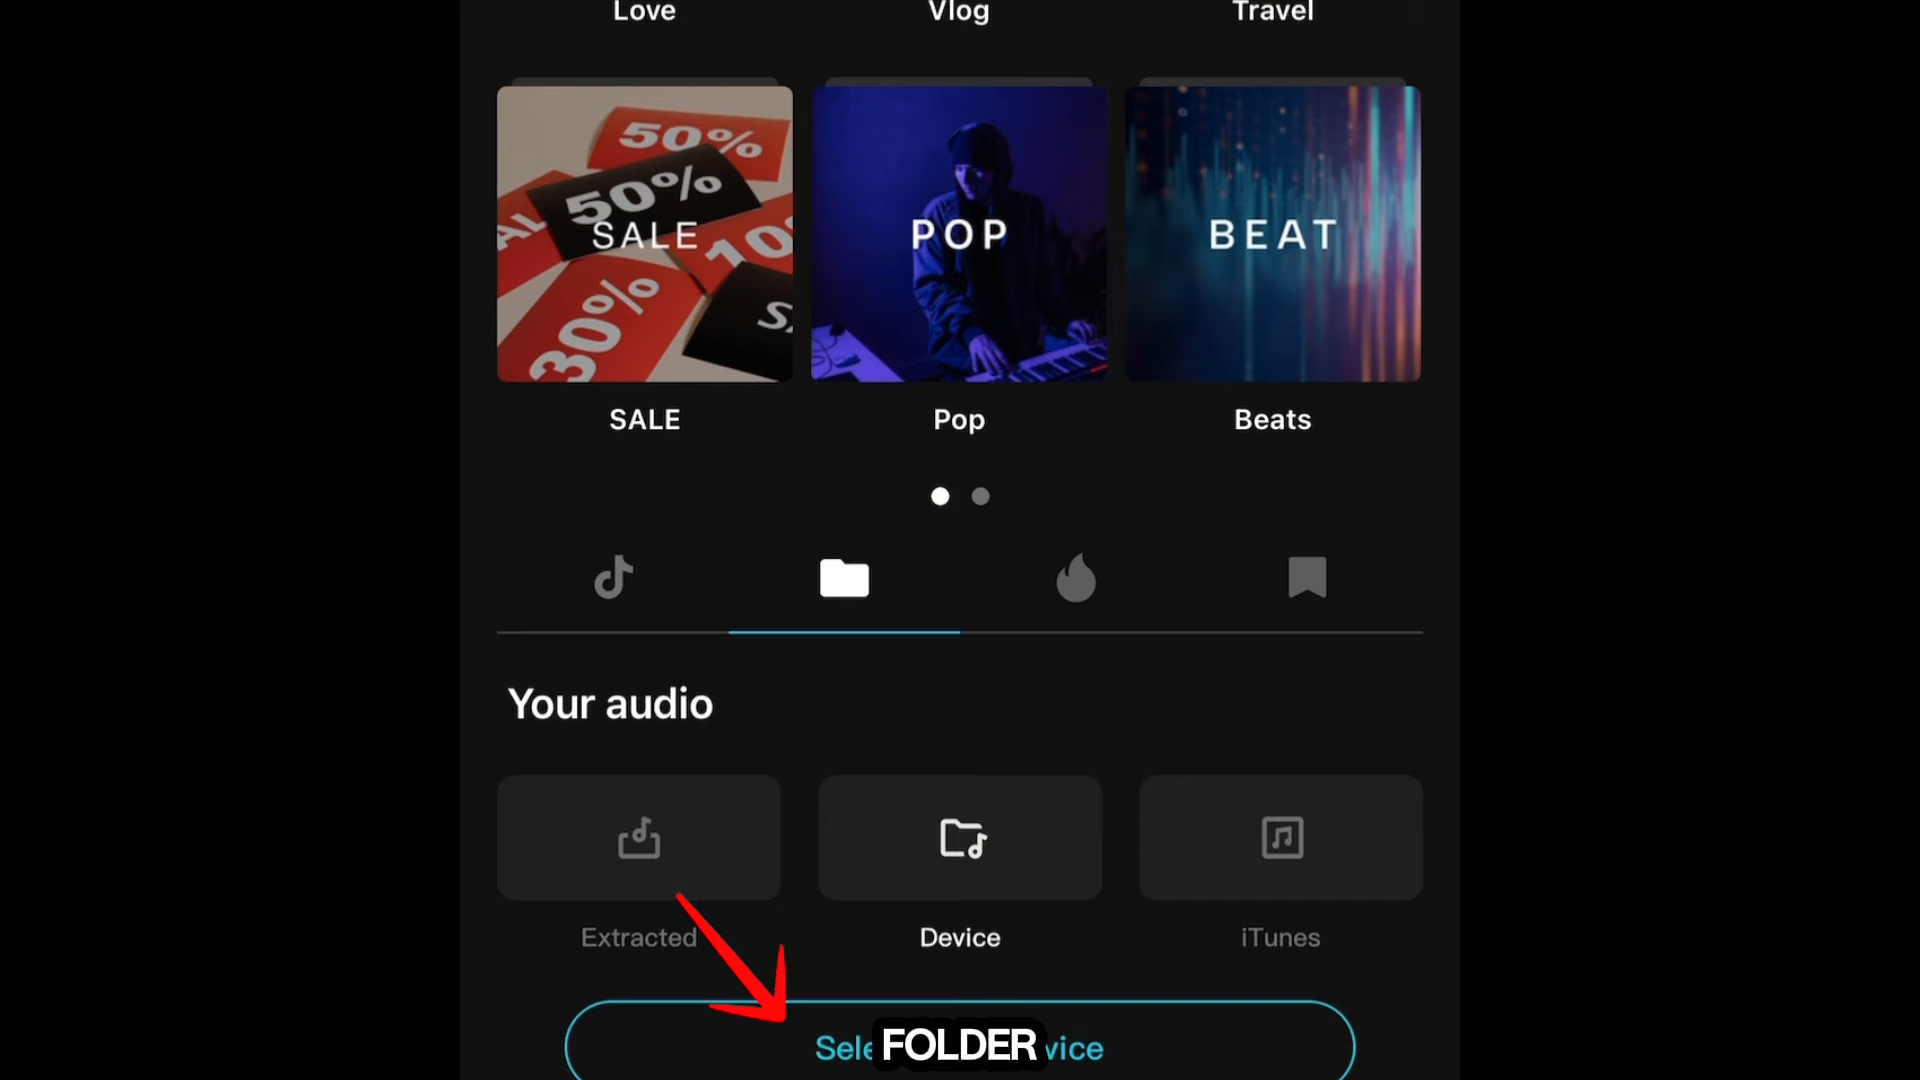 Love Vlog Travel
50%
50%
SALE POP BEAT
10
30%
SALE Pop Beats
Your audio
Extracted Device iTunes
Sele FOLDER vice